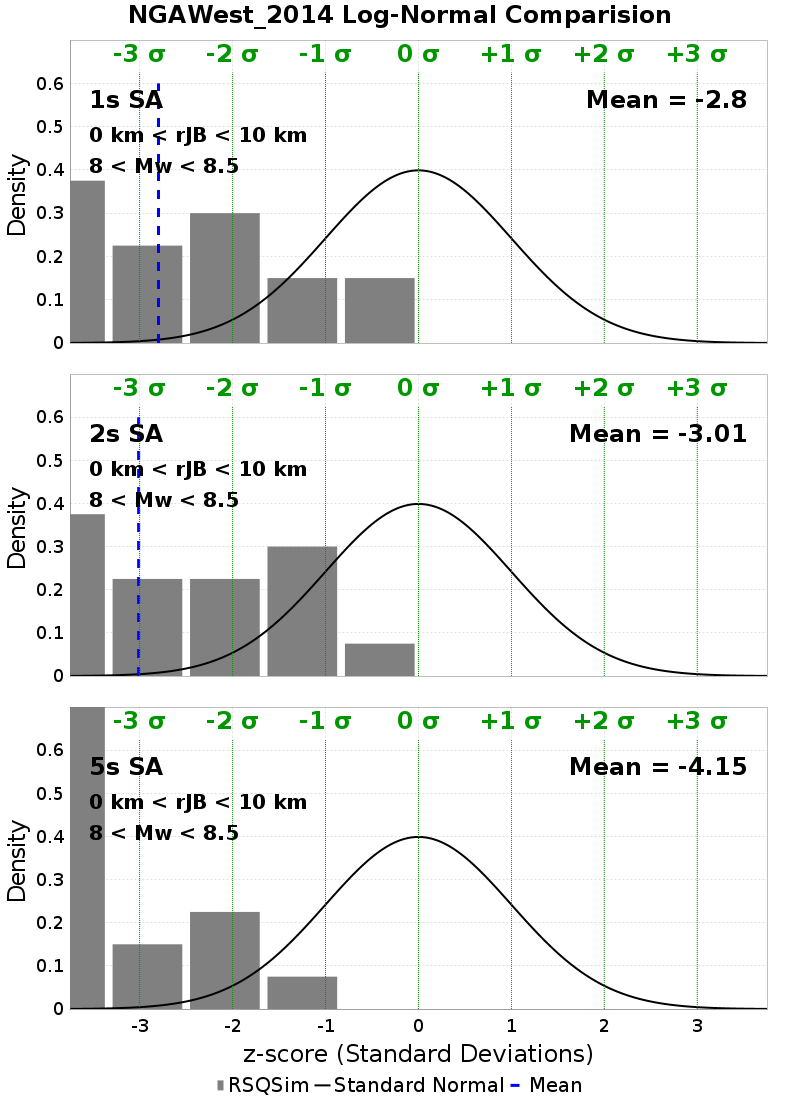 NGAWest_2014 Log-Normal Comparision
-3 σ -2 σ -1 σ 0 σ +1 σ +2 σ +3 σ
0.6
1s SA Mean = -2.8
0.5
0 km < rJB < 10 km
8 < Mw < 8.5
0.4
0.3
0.2
0.1
0
Density
-3 σ -2 σ -1 σ 0 σ +1 σ +2 σ +3 σ
0.6
2s SA Mean = -3.01
0.5
0 km < rJB < 10 km
8 < Mw < 8.5
0.4
0.3
0.2
0.1
0
Density
-3 σ -2 σ -1 σ 0 σ +1 σ +2 σ +3 σ
0.6
5s SA Mean = -4.15
0.5
0 km < rJB < 10 km
8 < Mw < 8.5
0.4
0.3
0.2
0.1
0
Density
-3 -2 -1 0 1 2 3
z-score (Standard Deviations)
RSQSim Standard Normal Mean